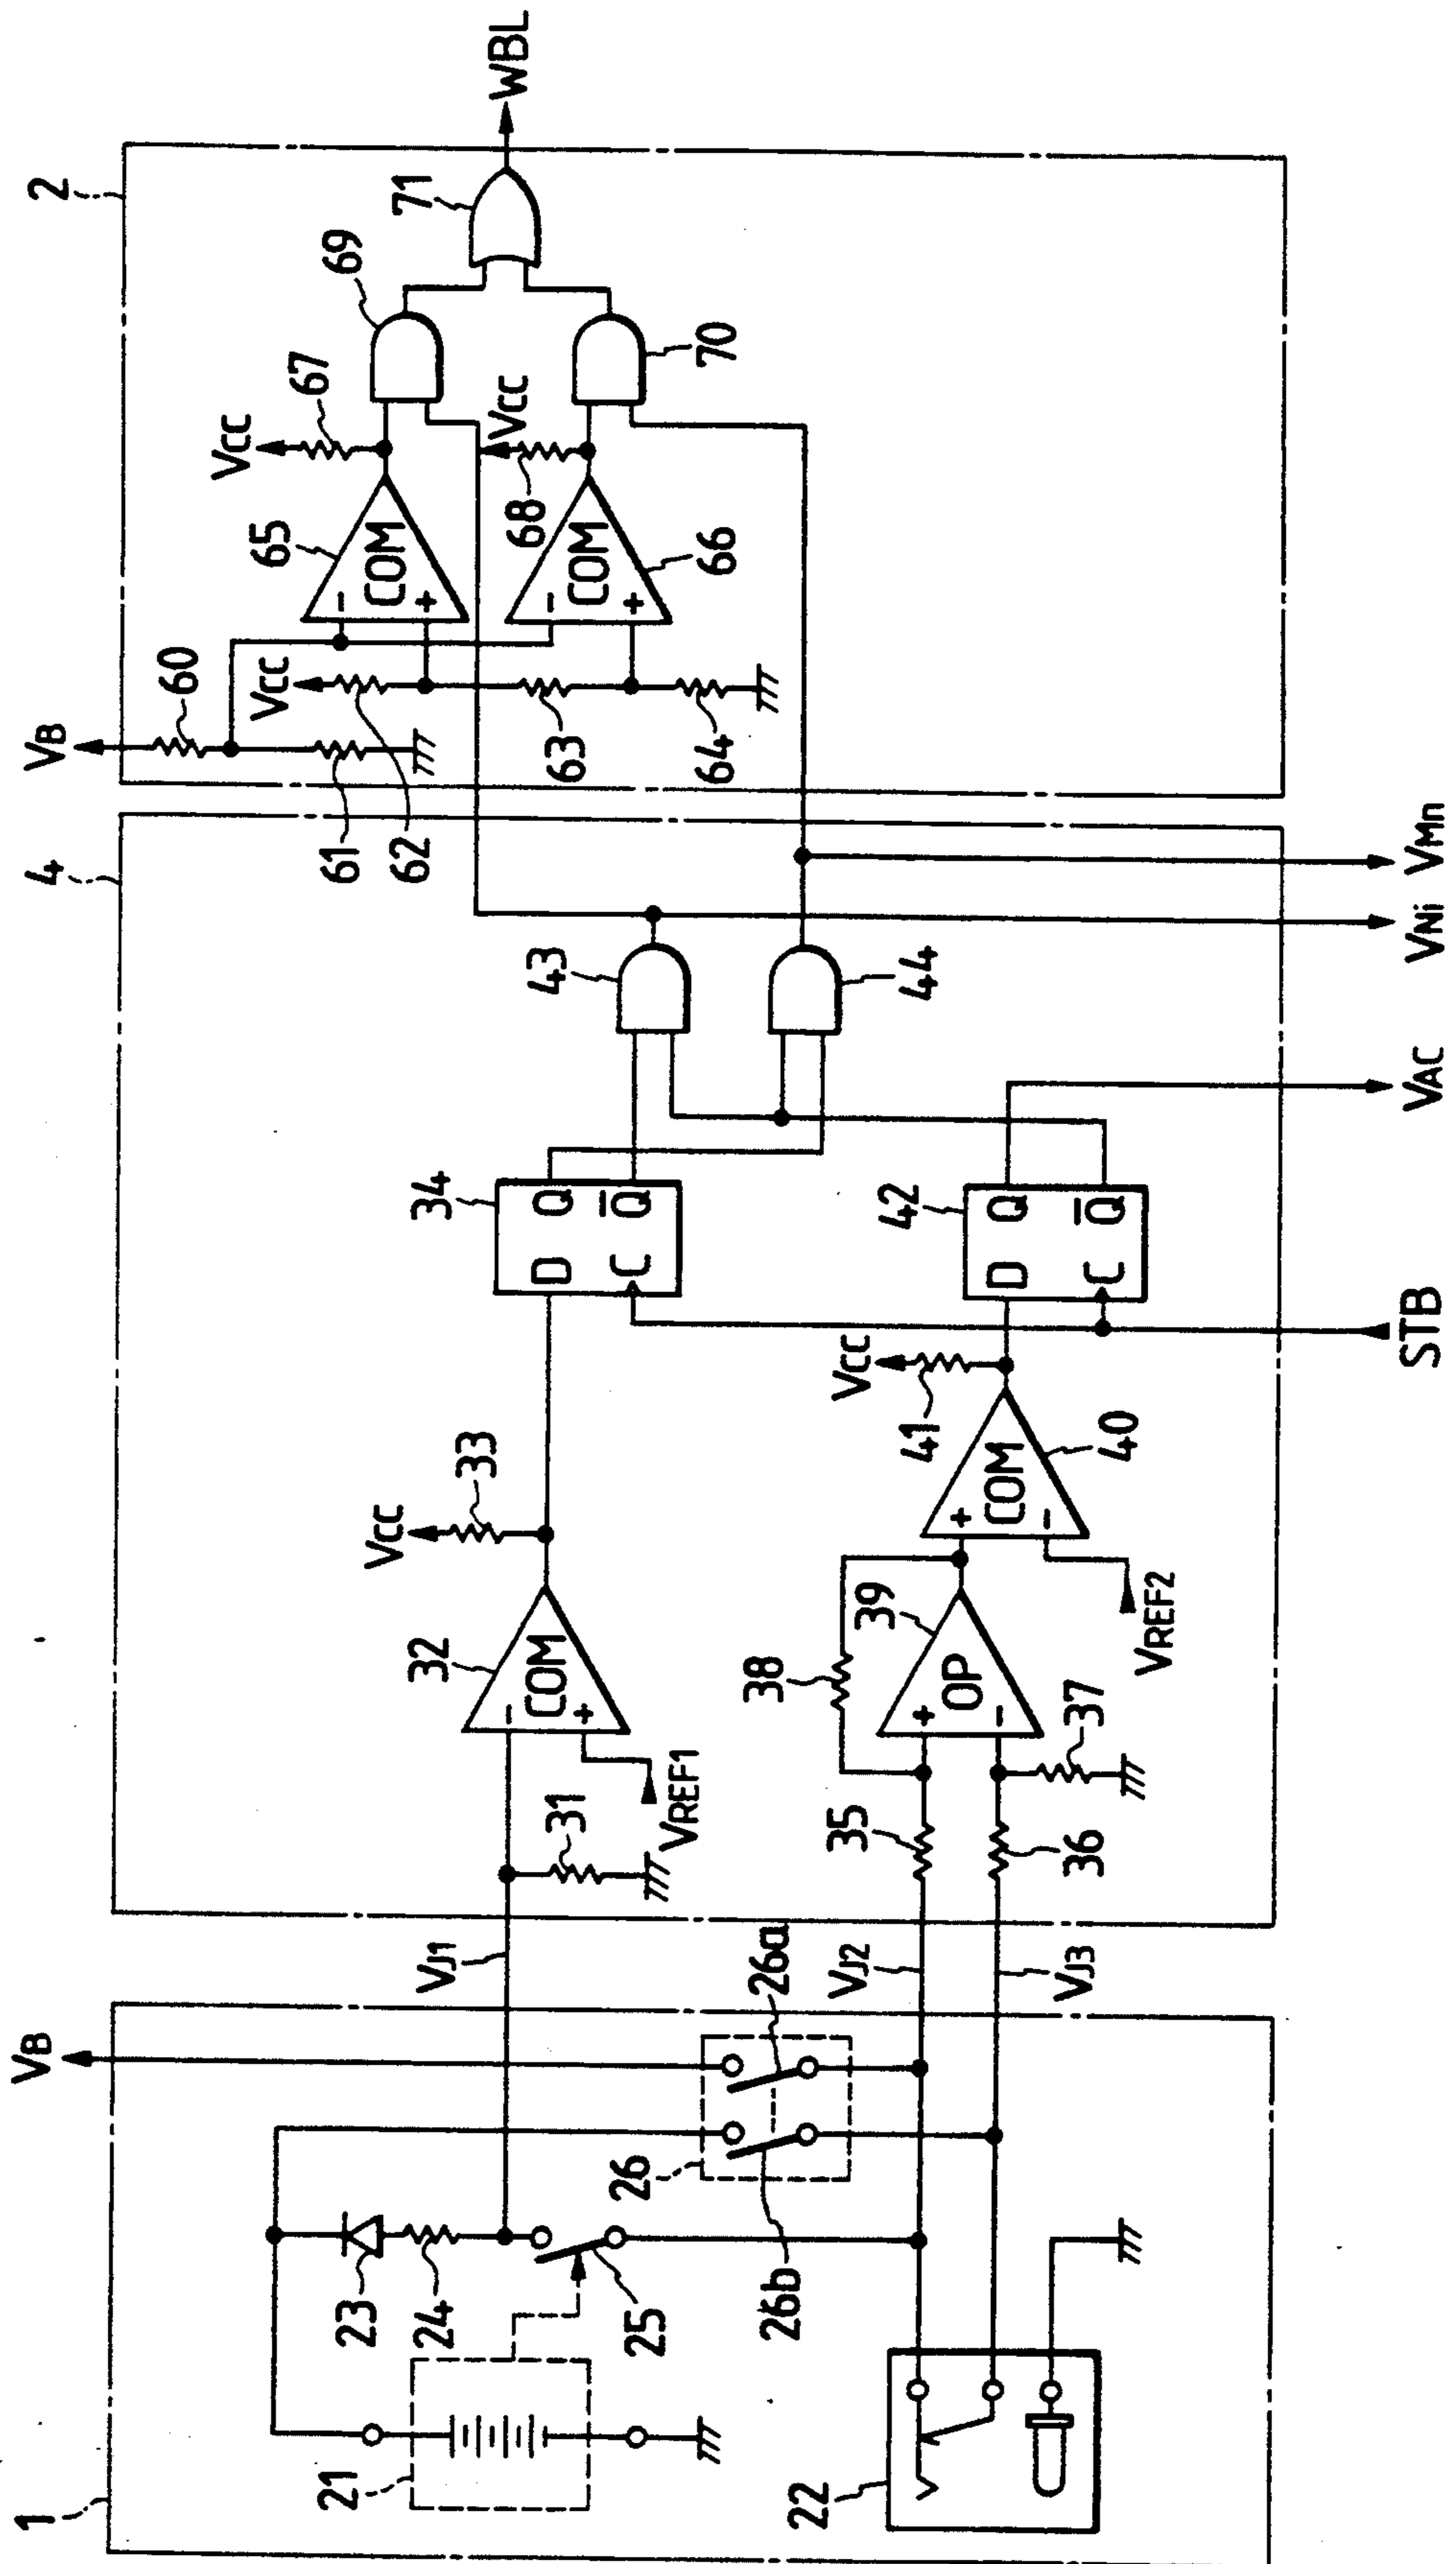 1
VB
21
22
23
24
25
26
26a
26b
VJ1
VJ2
VJ3
4
31
VREF1
32
COM
-
+
33
VCC
34
D
Q
C
Q̅
35
36
37
38
39
OP
+
-
VREF2
40
COM
+
-
41
VCC
42
D
Q
C
Q̅
STB
43
44
VAC
VNi
VMn
2
VB
60
61
62
63
64
VCC
65
COM
-
+
66
COM
-
+
67
VCC
68
VCC
69
70
71
WBL